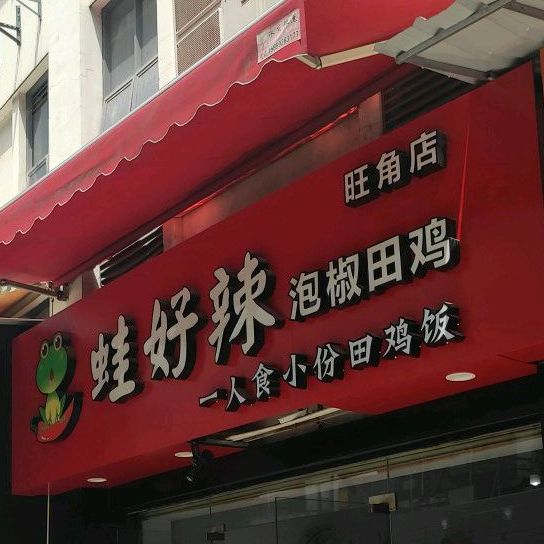 旺角店
蛙好辣 泡椒田鸡
一人食小份田鸡饭